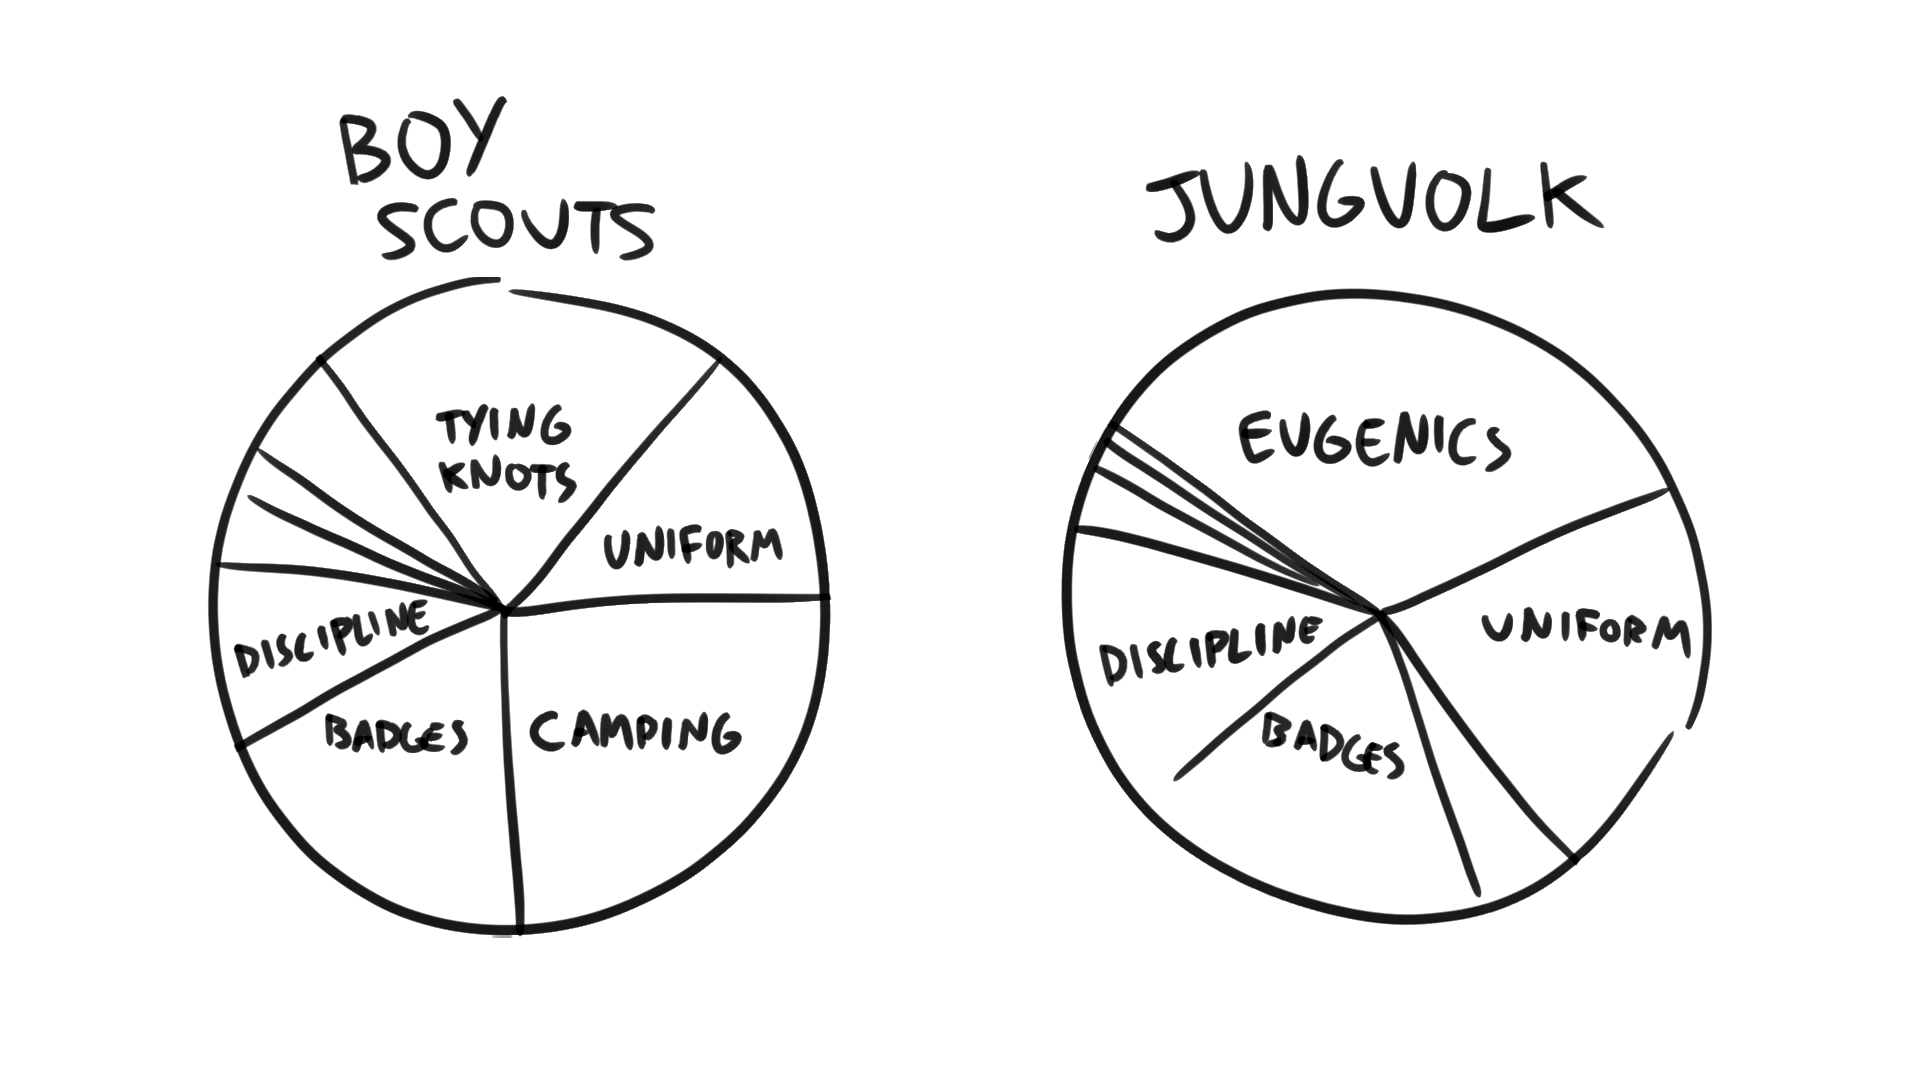 BOY
SCOUTS
TYING
KNOTS
UNIFORM
DISCIPLINE
BADGES
CAMPING
JUNGVOLK
EUGENICS
UNIFORM
DISCIPLINE
BADGES